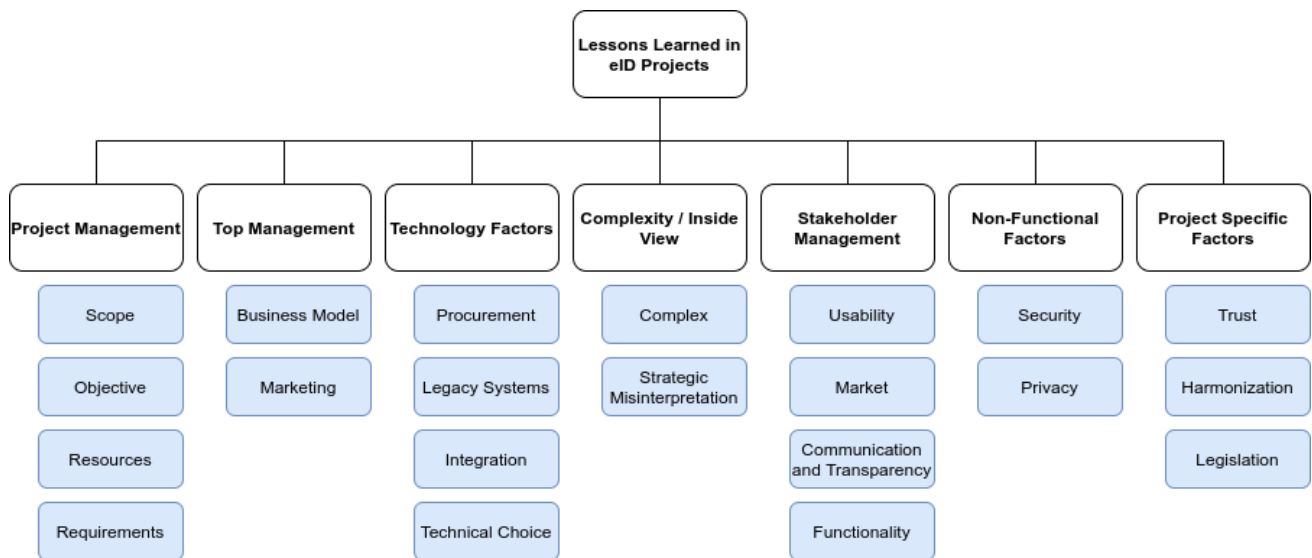 Lessons Learned in
eID Projects
Project Management
Top Management
Technology Factors
Complexity / Inside
View
Stakeholder
Management
Non-Functional
Factors
Project Specific
Factors
Scope
Business Model
Procurement
Complex
Usability
Security
Trust
Objective
Marketing
Legacy Systems
Strategic
Misinterpretation
Market
Privacy
Harmonization
Resources
Integration
Communication
and Transparency
Legislation
Requirements
Technical Choice
Functionality